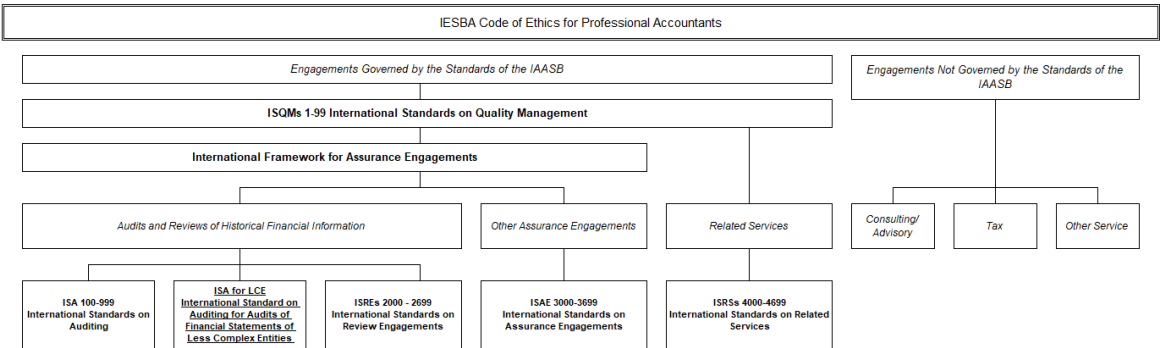 IESBA Code of Ethics for Professional Accountants
Engagements Governed by the Standards of the IAASB
Engagements Not Governed by the Standards of the
IAASB
ISQMs 1-99 International Standards on Quality Management
International Framework for Assurance Engagements
Audits and Reviews of Historical Financial Information
Other Assurance Engagements
Related Services
Consulting/
Advisory
Tax
Other Service
ISA 100-999
International Standards on
Auditing
ISA for LCE
International Standard on
Auditing for Audits of
Financial Statements of
Less Complex Entities
ISREs 2000 - 2699
International Standards on
Review Engagements
ISAE 3000-3699
International Standards on
Assurance Engagements
ISRSs 4000-4699
International Standards on Related
Services